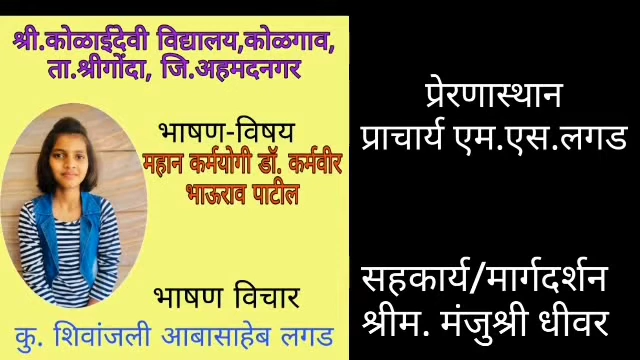 श्री.कोळाईदेवी विद्यालय,कोळगाव,
ता.श्रीगोंदा, जि.अहमदनगर
भाषण-विषय
महान कर्मयोगी डॉ. कर्मवीर
भाऊराव पाटील
भाषण विचार
कु. शिवांजली आबासाहेब लगड
प्रेरणास्थान
प्राचार्य एम.एस.लगड
सहकार्य/मार्गदर्शन
श्रीम. मंजुश्री धीवर